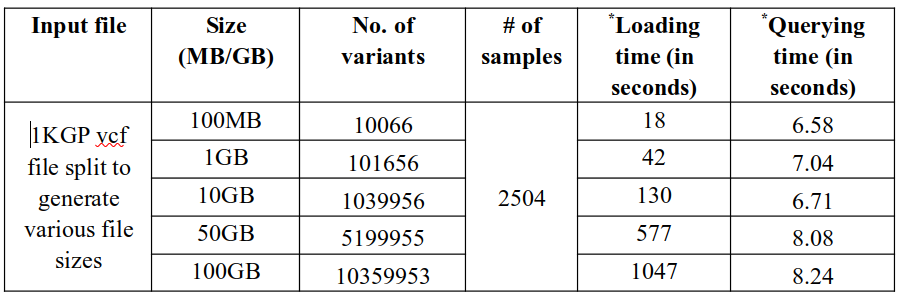 Input file Size (MB/GB) No. of variants # of samples *Loading time (in seconds) *Querying time (in seconds)
1KGP vcf file split to generate various file sizes
100MB 10066 2504 18 6.58
1GB 101656 42 7.04
10GB 1039956 130 6.71
50GB 5199955 577 8.08
100GB 10359953 1047 8.24